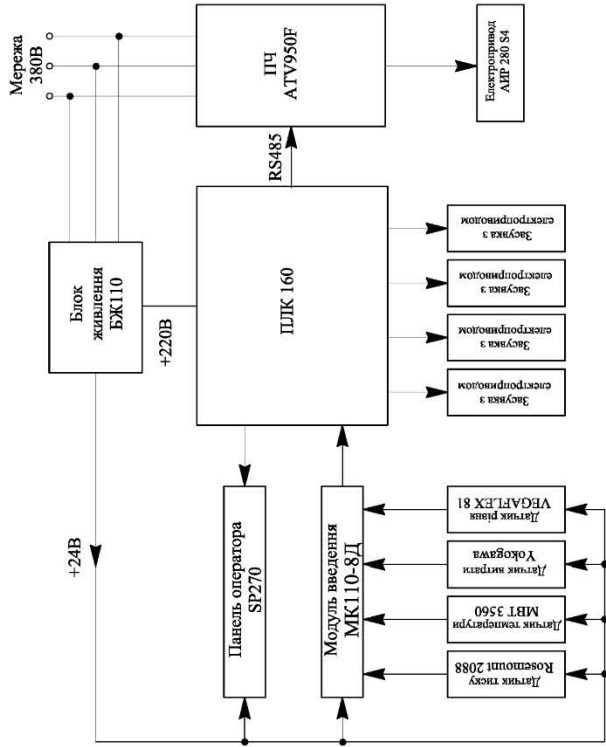 Мережа
380В
Блок
живлення
БЖ110
+24В
+220В
ПЧ
ATV950F
RS485
ПЛК 160
Панель оператора
SP270
Модуль введення
МК110-8Д
Електропривод
АИР 280 S4
Датчик тиску
Rosemount 2088
Датчик температури
MBT 3560
Датчик витрати
Yokogawa
Датчик рівня
VEGAFLEX 81
Засувка з
електроприводом
Засувка з
електроприводом
Засувка з
електроприводом
Засувка з
електроприводом